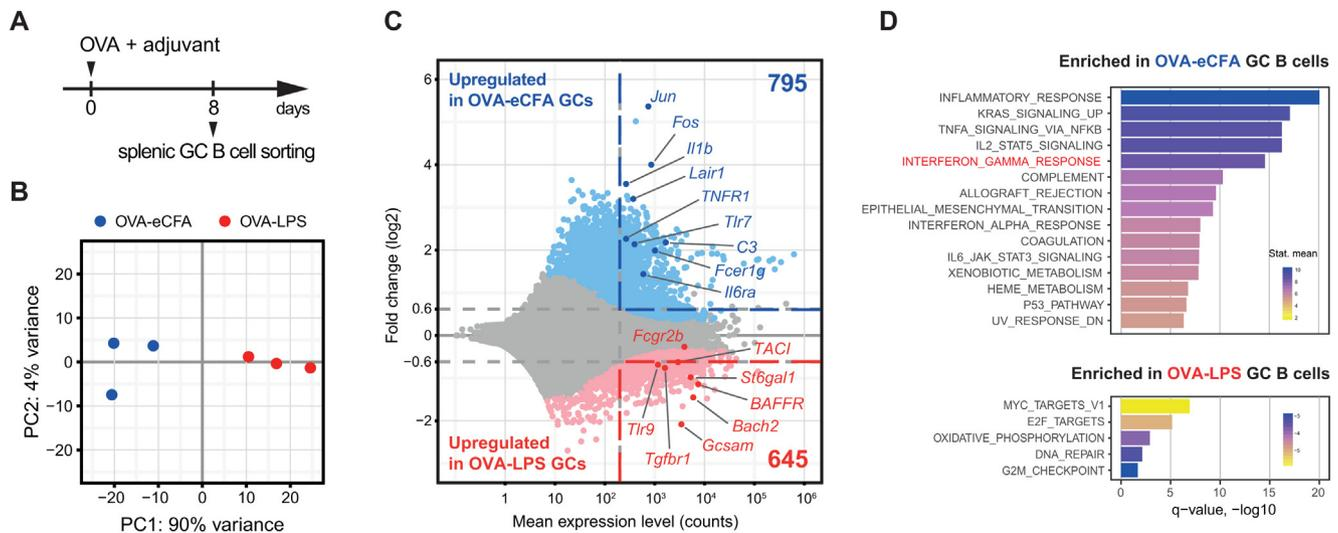 A
OVA + adjuvant
0
8
days
splenic GC B cell sorting
B
OVA-eCFA
OVA-LPS
20
10
0
−10
−20
PC2: 4% variance
−20
−10
0
10
20
PC1: 90% variance
C
Upregulated
in OVA-eCFA GCs
795
Jun
Fos
Il1b
Lair1
TNFR1
Tlr7
C3
Fcer1g
Il6ra
Fcgr2b
TACI
St6gal1
BAFFR
Bach2
Gcsam
Tlr9
Tgfbr1
Upregulated
in OVA-LPS GCs
645
6
4
2
0.6
0
−0.6
−2
Fold change (log2)
1
10
10²
10³
10⁴
10⁵
10⁶
Mean expression level (counts)
D
Enriched in OVA-eCFA GC B cells
INFLAMMATORY_RESPONSE
KRAS_SIGNALING_UP
TNFA_SIGNALING_VIA_NFKB
IL2_STAT5_SIGNALING
INTERFERON_GAMMA_RESPONSE
COMPLEMENT
ALLOGRAFT_REJECTION
EPITHELIAL_MESENCHYMAL_TRANSITION
INTERFERON_ALPHA_RESPONSE
COAGULATION
IL6_JAK_STAT3_SIGNALING
XENOBIOTIC_METABOLISM
HEME_METABOLISM
P53_PATHWAY
UV_RESPONSE_DN
Stat. mean
10
8
6
4
2
Enriched in OVA-LPS GC B cells
MYC_TARGETS_V1
E2F_TARGETS
OXIDATIVE_PHOSPHORYLATION
DNA_REPAIR
G2M_CHECKPOINT
0
5
10
15
20
q-value, −log10